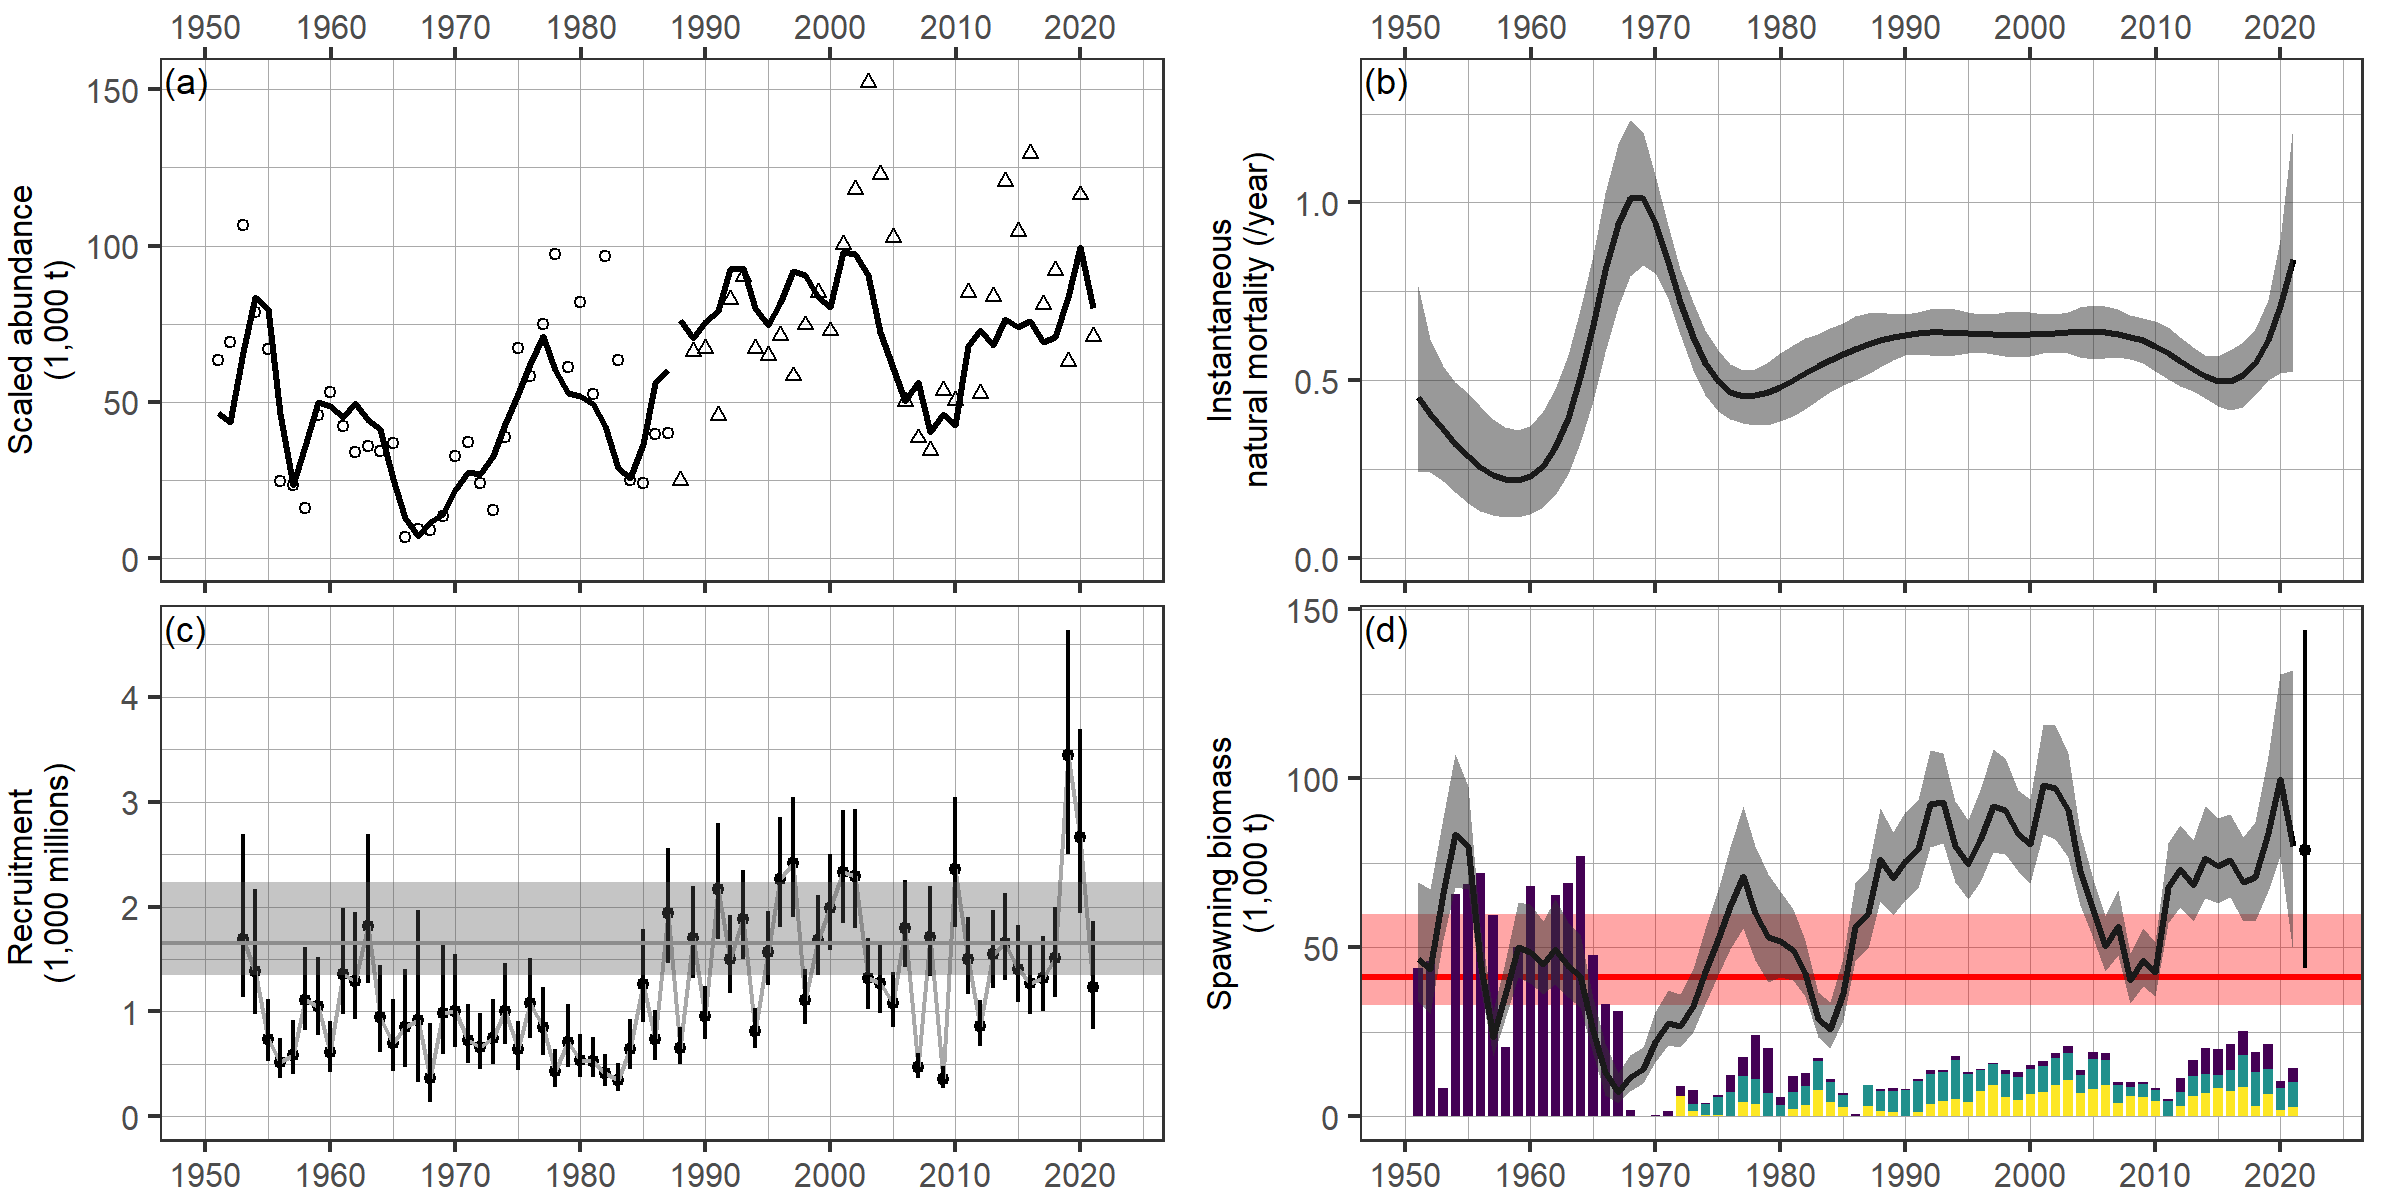 1950 1960 1970 1980 1990 2000 2010 2020
(a)
150
100
50
0
Scaled abundance
(1,000 t)
1950 1960 1970 1980 1990 2000 2010 2020
(b)
1.0
0.5
0.0
Instantaneous
natural mortality (/year)
(c)
4
3
2
1
0
Recruitment
(1,000 millions)
1950 1960 1970 1980 1990 2000 2010 2020
(d)
150
100
50
0
Spawning biomass
(1,000 t)
1950 1960 1970 1980 1990 2000 2010 2020